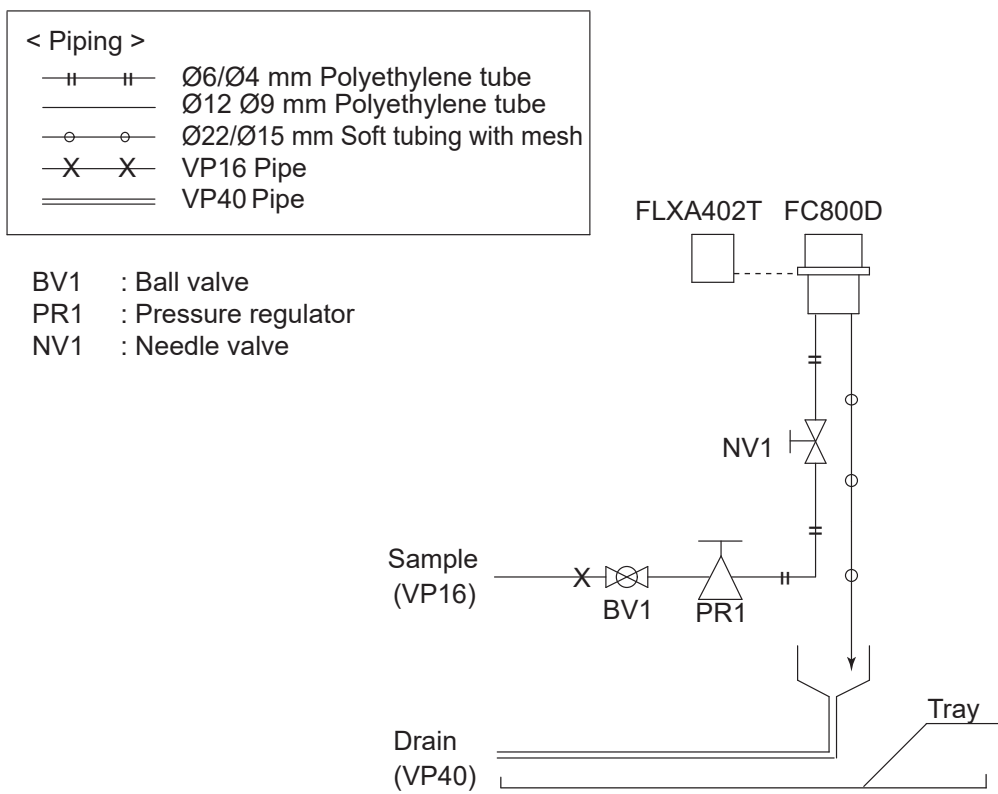 < Piping >
Ø6/Ø4 mm Polyethylene tube
Ø12 Ø9 mm Polyethylene tube
Ø22/Ø15 mm Soft tubing with mesh
X X VP16 Pipe
VP40 Pipe
BV1 : Ball valve
PR1 : Pressure regulator
NV1 : Needle valve
FLXA402T FC800D
NV1
Sample
(VP16)
X
BV1
PR1
Tray
Drain
(VP40)